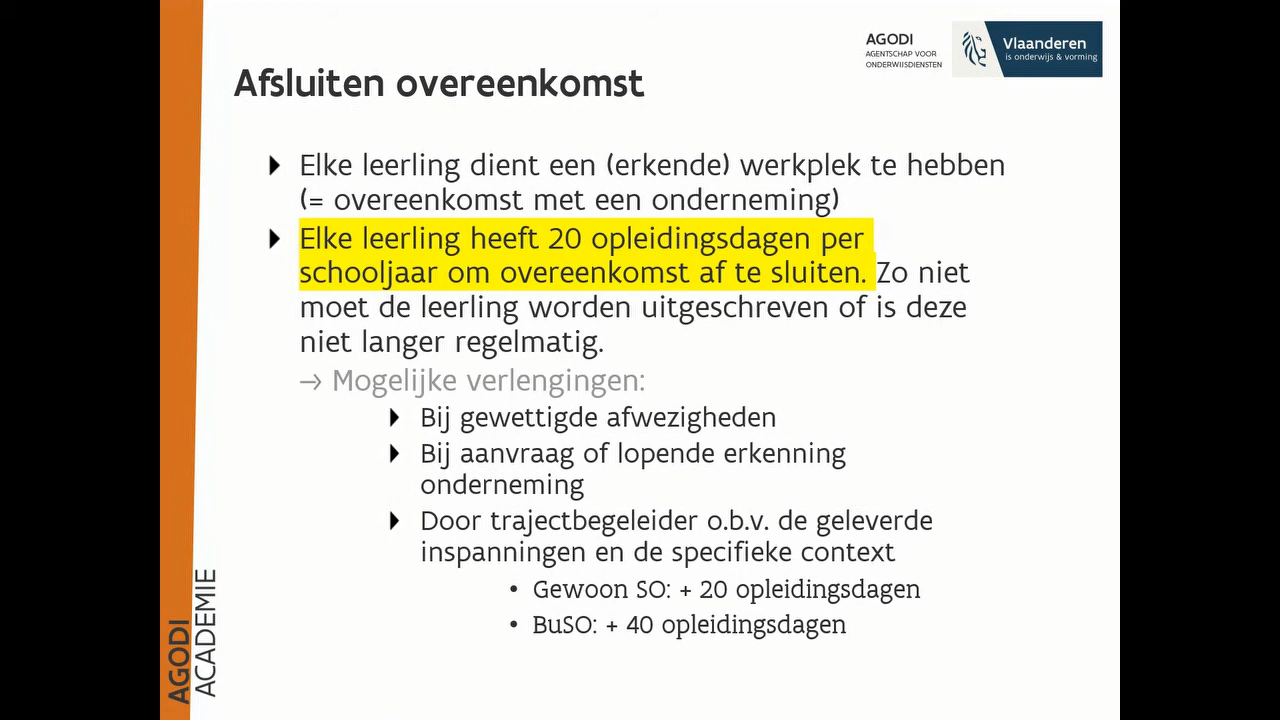 AGODI
AGENTSCHAP VOOR
ONDERWIJSDIENSTEN
Vlaanderen
is onderwijs & vorming
Afsluiten overeenkomst
Elke leerling dient een (erkende) werkplek te hebben
(= overeenkomst met een onderneming)
Elke leerling heeft 20 opleidingsdagen per
schooljaar om overeenkomst af te sluiten. Zo niet
moet de leerling worden uitgeschreven of is deze
niet langer regelmatig.
→ Mogelijke verlengingen:
Bij gewettigde afwezigheden
Bij aanvraag of lopende erkenning
onderneming
Door trajectbegeleider o.b.v. de geleverde
inspanningen en de specifieke context
• Gewoon SO: + 20 opleidingsdagen
• BuSO: + 40 opleidingsdagen
AGODI
ACADEMIE